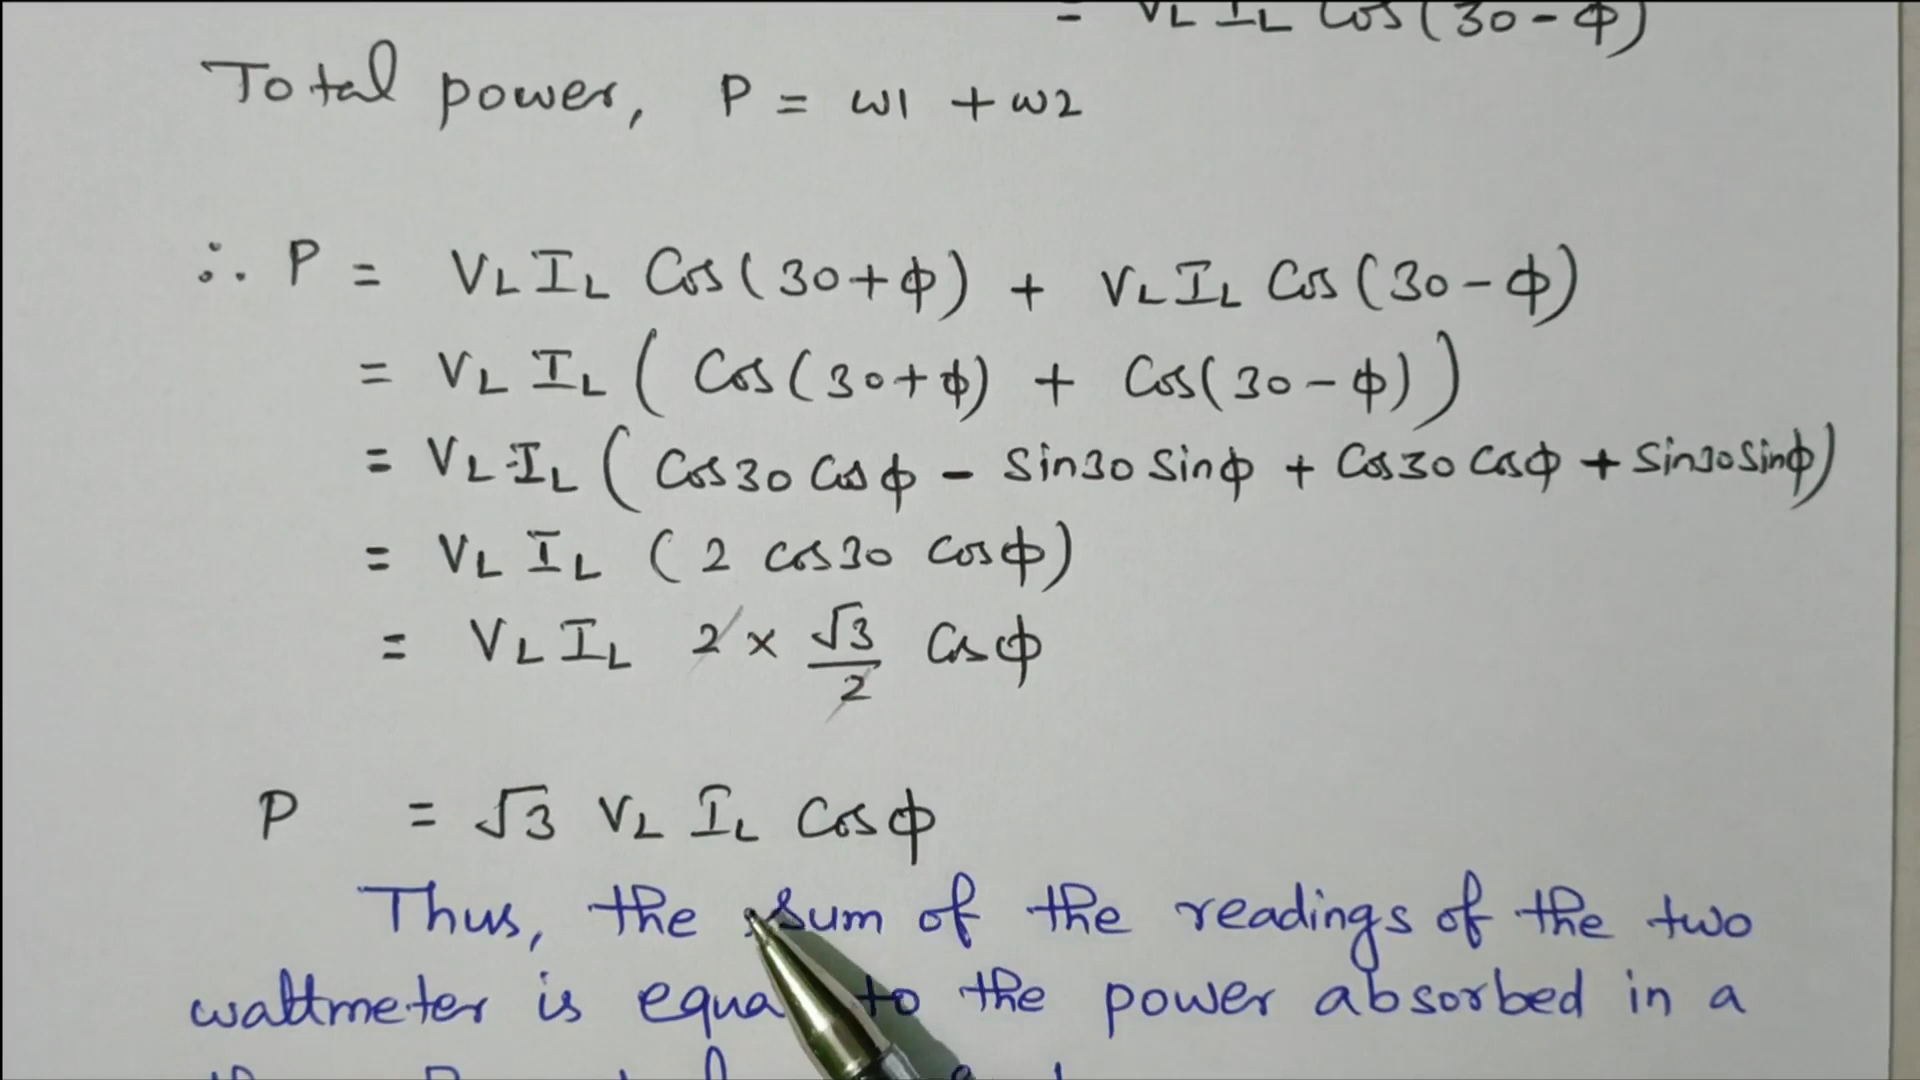 = VL IL Cos (30 - ϕ)
Total power, P = w1 + w2
∴ P = VL IL Cos (30+ϕ) + VL IL Cos (30-ϕ)
= VL IL ( Cos (30+ϕ) + Cos (30-ϕ) )
= VL IL ( Cos30 Cosϕ - Sin30 Sinϕ + Cos30 Cosϕ + Sin30 Sinϕ )
= VL IL ( 2 cos30 cosϕ )
= VL IL 2 × √3/2 Cosϕ
P = √3 VL IL Cosϕ
Thus, the sum of the readings of the two
wattmeter is equa to the power absorbed in a